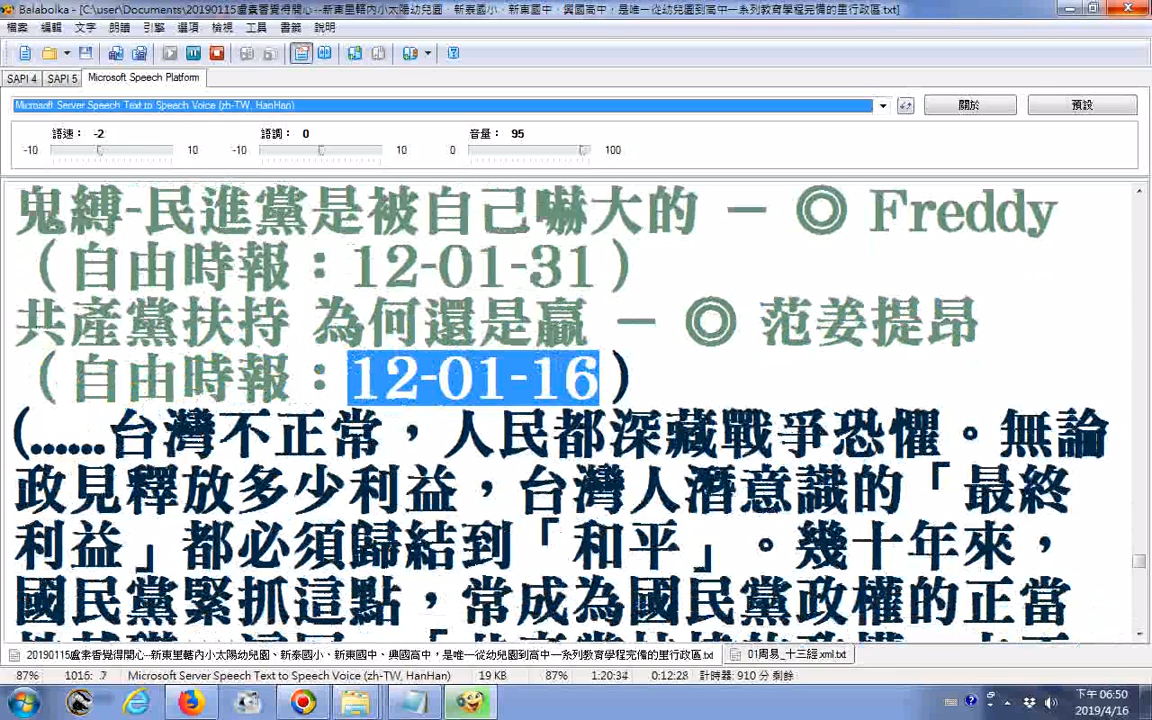 Balabolka - [C:\user\Documents\20190115盧素香覺得開心--新東里轄內小太陽幼兒園、新泰國小、新東國中、興國高中，是唯一從幼兒園到高中一系列教育學程完備的里行政區.txt]
檔案 編輯 文字 朗讀 引擎 選項 檢視 工具 書籤 說明
SAPI 4 SAPI 5 Microsoft Speech Platform
Microsoft Server Speech Text to Speech Voice (zh-TW, HanHan) 關於 預設
語速： -2 語調： 0 音量： 95
-10 10 -10 10 0 100
鬼縛-民進黨是被自己嚇大的 － ◎ Freddy
（自由時報：12-01-31）
共產黨扶持 為何還是贏 － ◎ 范姜提昂
（自由時報：12-01-16）
(......台灣不正常，人民都深藏戰爭恐懼。無論
政見釋放多少利益，台灣人潛意識的「最終
利益」都必須歸結到「和平」。幾十年來，
國民黨緊抓這點，常成為國民黨政權的正當
20190115盧素香覺得開心--新東里轄內小太陽幼兒園、新泰國小、新東國中、興國高中，是唯一從幼兒園到高中一系列教育學程完備的里行政區.txt 01周易_十三經.xml.txt
87% 1015: 7 Microsoft Server Speech Text to Speech Voice (zh-TW, HanHan) 19 KB 87% 1:20:34 0:12:28 計時器: 910 分 剩餘
下午 06:50
2019/4/16